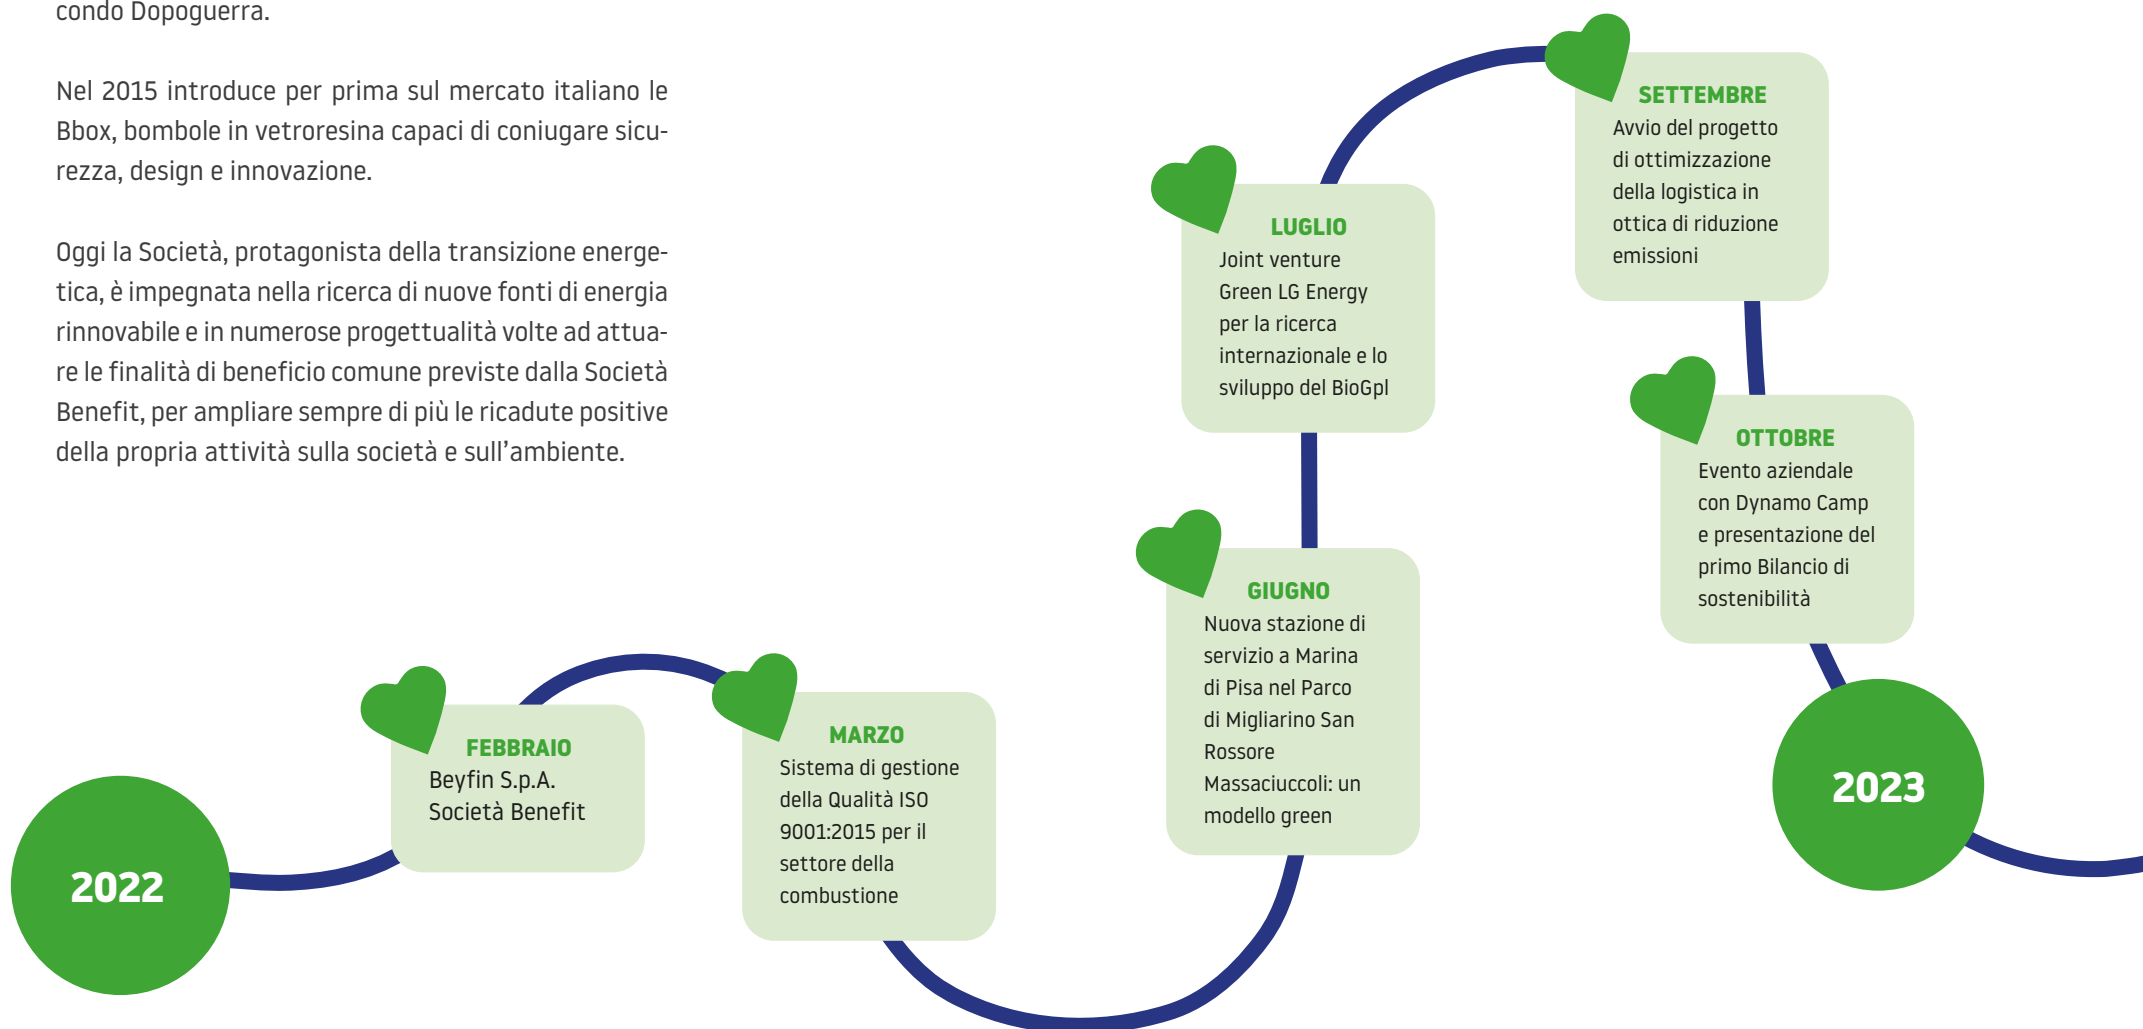 condo Dopoguerra.
Nel 2015 introduce per prima sul mercato italiano le
Bbox, bombole in vetroresina capaci di coniugare sicu-
rezza, design e innovazione.
Oggi la Società, protagonista della transizione energe-
tica, è impegnata nella ricerca di nuove fonti di energia
rinnovabile e in numerose progettualità volte ad attua-
re le finalità di beneficio comune previste dalla Società
Benefit, per ampliare sempre di più le ricadute positive
della propria attività sulla società e sull’ambiente.
2022
FEBBRAIO
Beyfin S.p.A.
Società Benefit
MARZO
Sistema di gestione
della Qualità ISO
9001:2015 per il
settore della
combustione
GIUGNO
Nuova stazione di
servizio a Marina
di Pisa nel Parco
di Migliarino San
Rossore
Massaciuccoli: un
modello green
LUGLIO
Joint venture
Green LG Energy
per la ricerca
internazionale e lo
sviluppo del BioGpl
SETTEMBRE
Avvio del progetto
di ottimizzazione
della logistica in
ottica di riduzione
emissioni
OTTOBRE
Evento aziendale
con Dynamo Camp
e presentazione del
primo Bilancio di
sostenibilità
2023